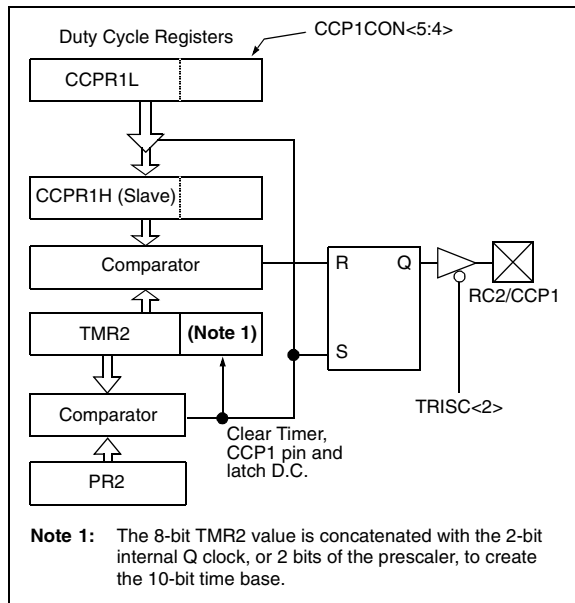 Duty Cycle Registers
CCP1CON<5:4>
CCPR1L
CCPR1H (Slave)
Comparator
R
Q
RC2/CCP1
TMR2
(Note 1)
S
TRISC<2>
Comparator
Clear Timer,
CCP1 pin and
latch D.C.
PR2
Note 1: The 8-bit TMR2 value is concatenated with the 2-bit
internal Q clock, or 2 bits of the prescaler, to create
the 10-bit time base.